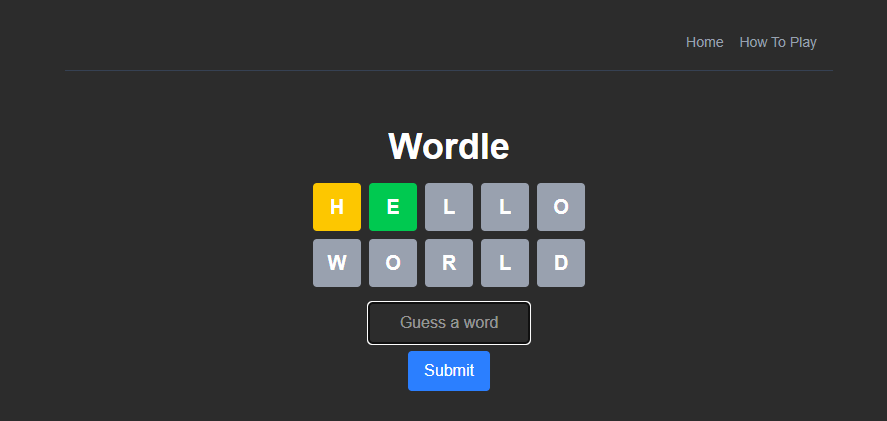 Home How To Play
Wordle
H E L L O
W O R L D
Guess a word
Submit